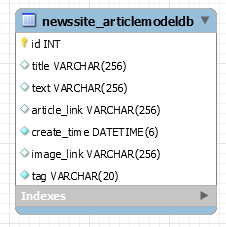 newssite_articlemodeldb
id INT
title VARCHAR(256)
text VARCHAR(256)
article_link VARCHAR(256)
create_time DATETIME(6)
image_link VARCHAR(256)
tag VARCHAR(20)
Indexes